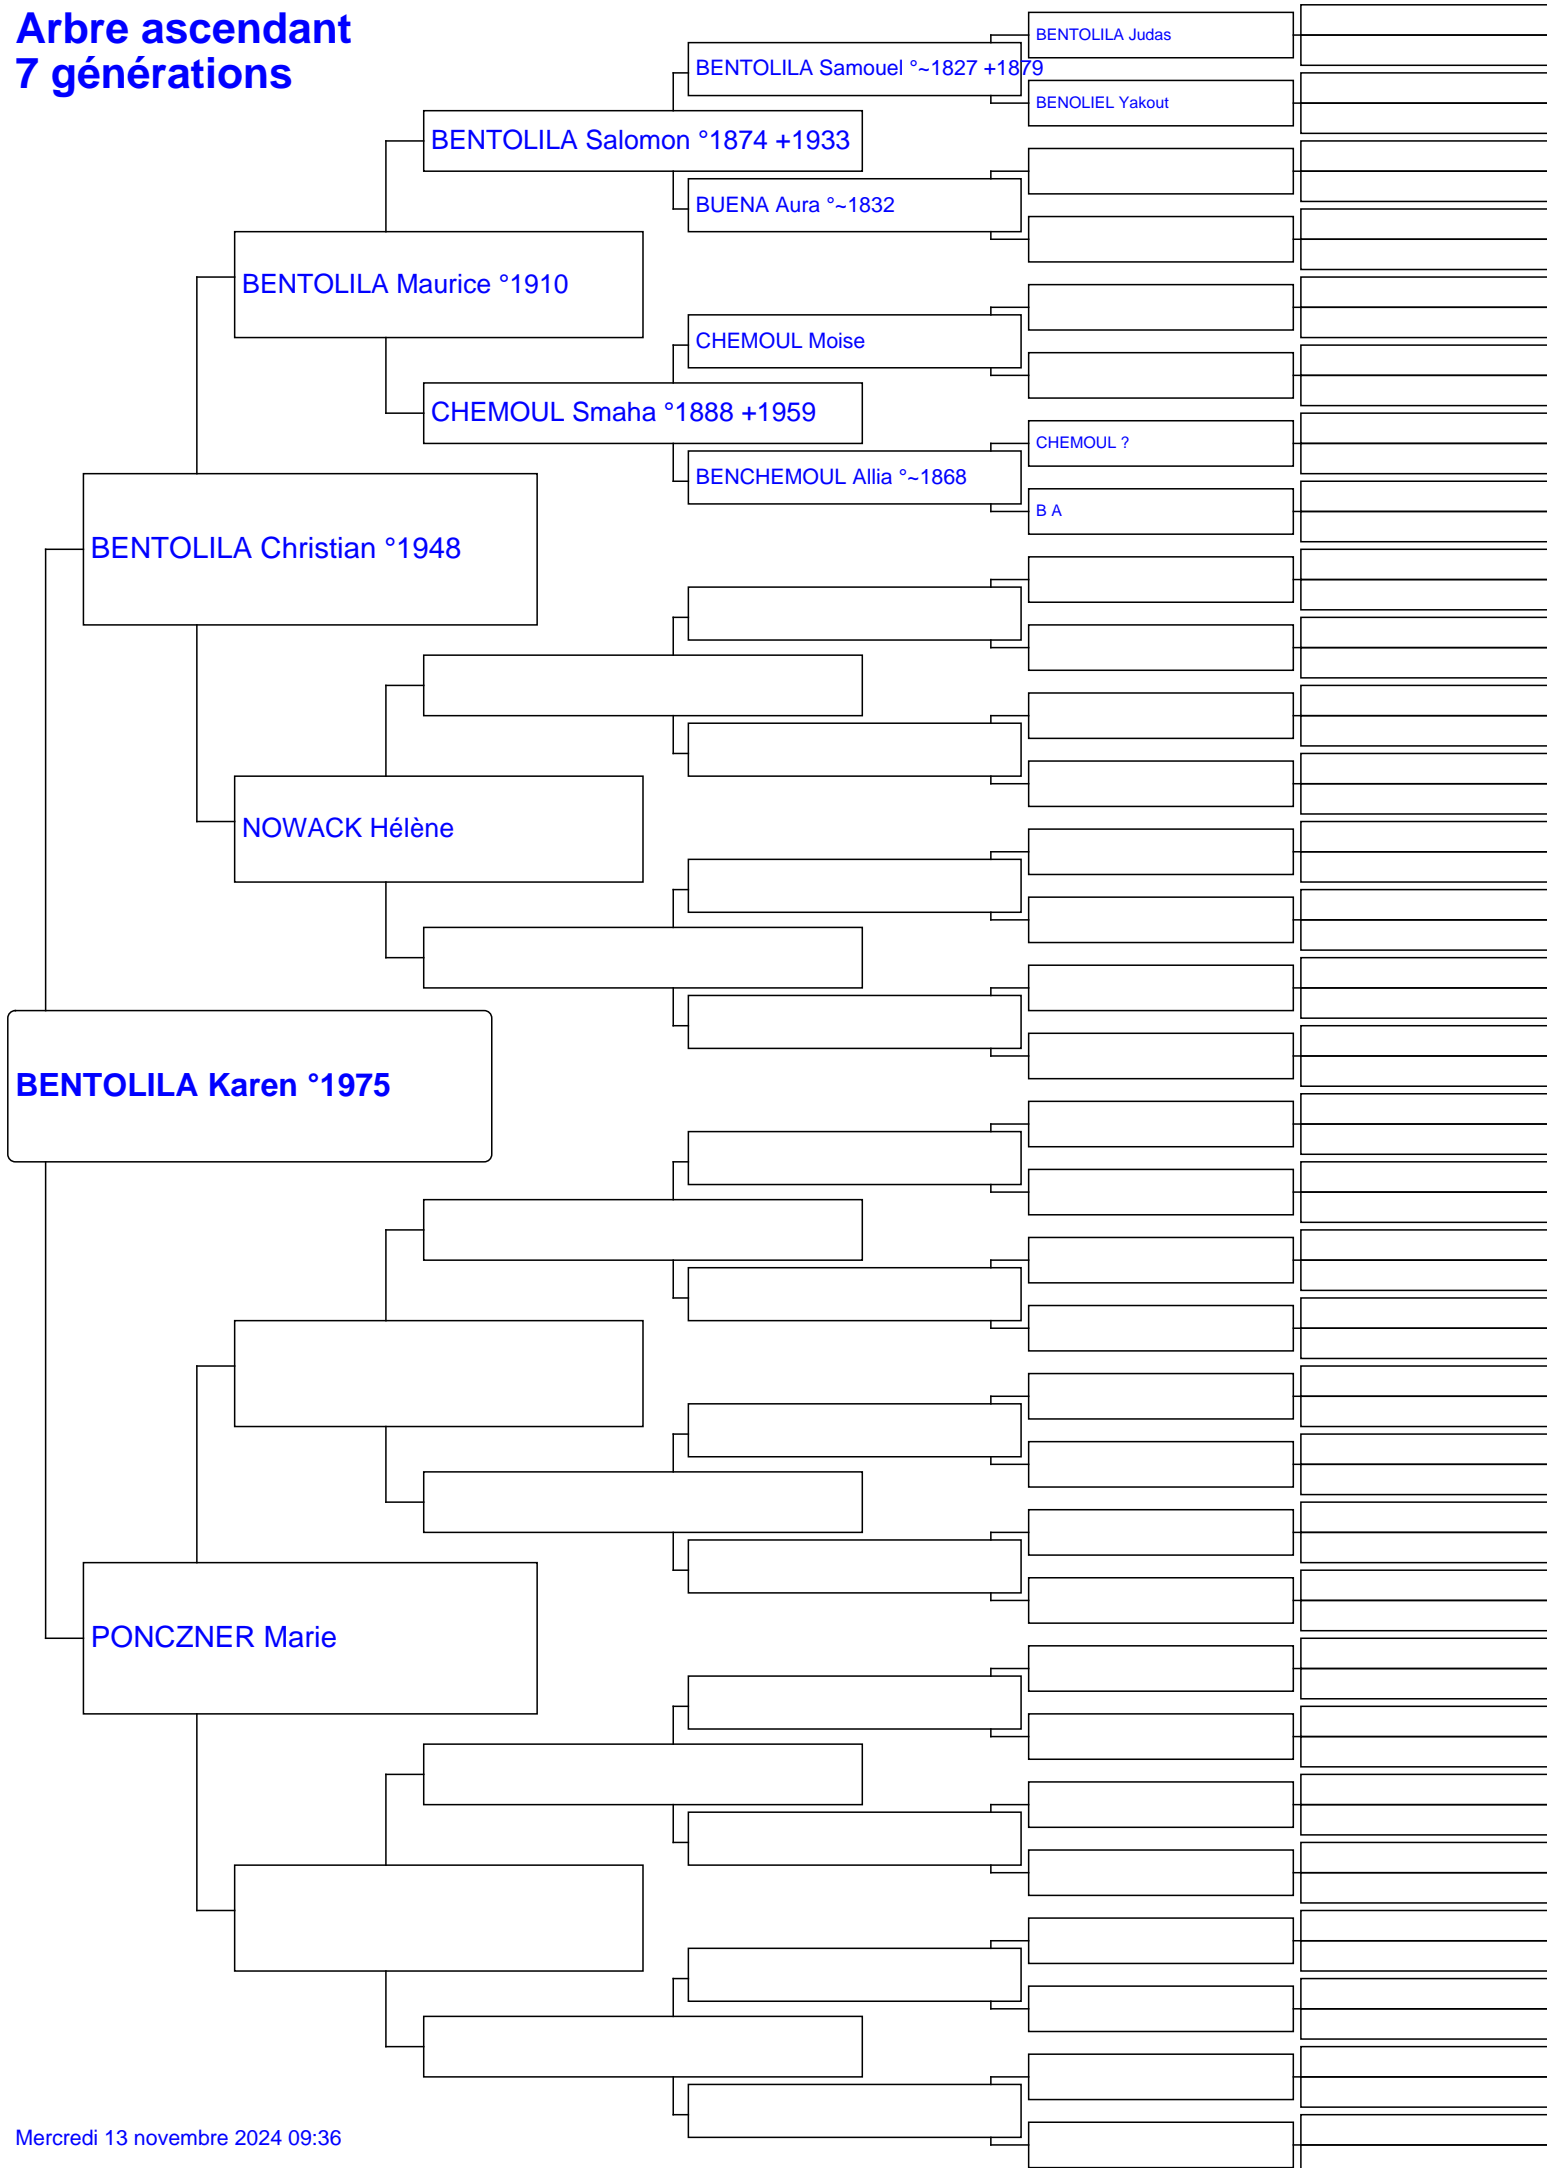 Arbre ascendant
7 générations
BENTOLILA Judas
BENTOLILA Samouel °~1827 +1879
BENOLIEL Yakout
BENTOLILA Salomon °1874 +1933
BUENA Aura °~1832
BENTOLILA Maurice °1910
CHEMOUL Moise
CHEMOUL Smaha °1888 +1959
CHEMOUL ?
BENCHEMOUL Allia °~1868
B A
BENTOLILA Christian °1948
NOWACK Hélène
BENTOLILA Karen °1975
PONCZNER Marie
Mercredi 13 novembre 2024 09:36